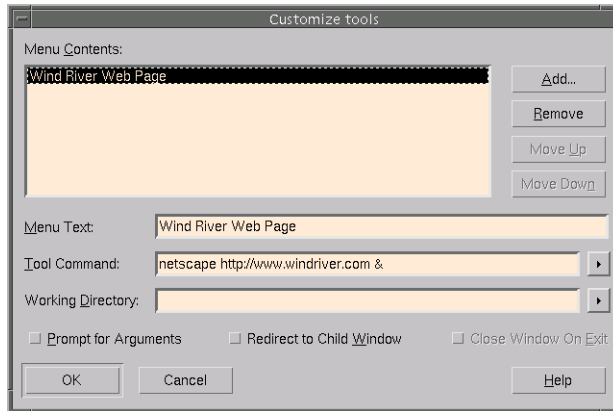 Customize tools
Menu Contents:
Wind River Web Page
Add...
Remove
Move Up
Move Down
Menu Text: Wind River Web Page
Tool Command: netscape http://www.windriver.com &
Working Directory:
Prompt for Arguments Redirect to Child Window Close Window On Exit
OK Cancel Help